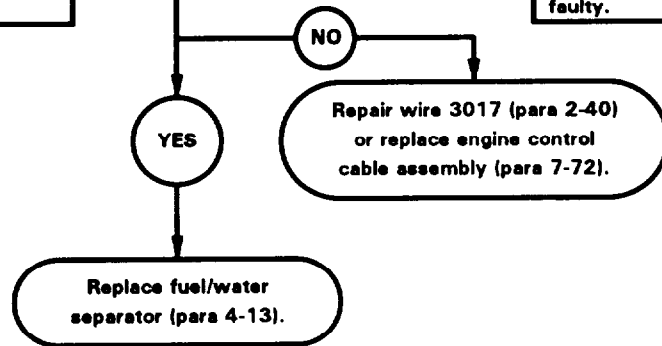 faulty.
NO
Repair wire 3017 (para 2-40)
or replace engine control
cable assembly (para 7-72).
YES
Replace fuel/water
separator (para 4-13).